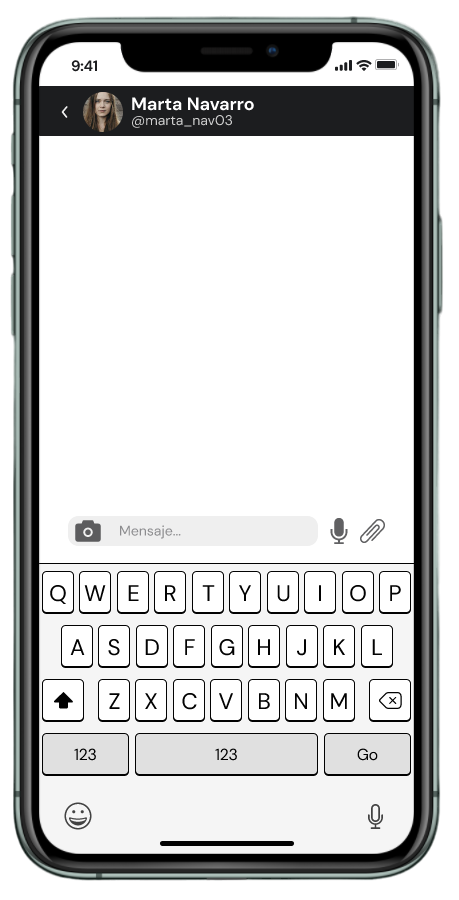 9:41
Marta Navarro
@marta_nav03
Mensaje...
Q W E R T Y U I O P
A S D F G H J K L
Z X C V B N M
123 123 Go